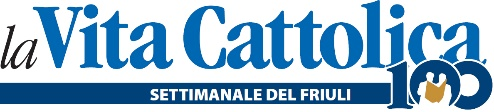 la Vita Cattolica
SETTIMANALE DEL FRIULI
100